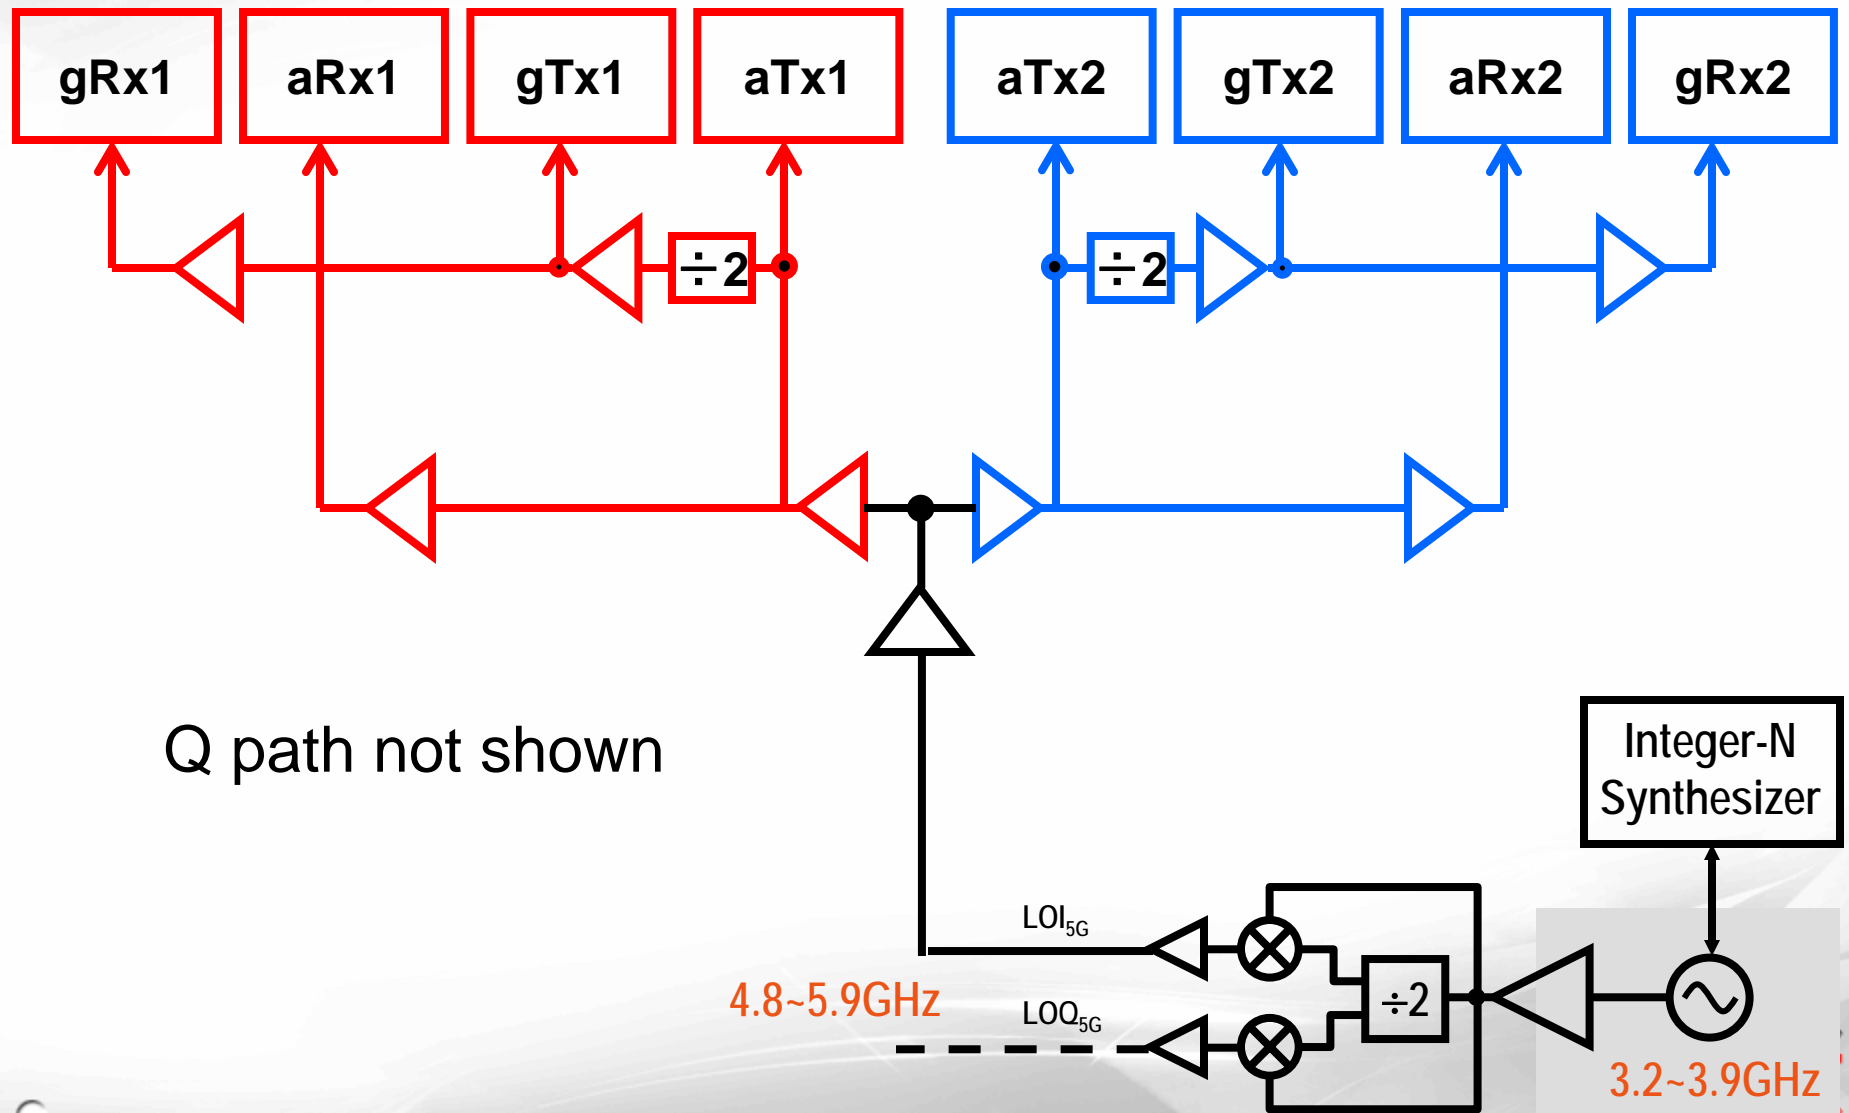 gRx1 aRx1 gTx1 aTx1 aTx2 gTx2 aRx2 gRx2
÷2 ÷2
Q path not shown
Integer-N
Synthesizer
LOI5G
4.8~5.9GHz
LOQ5G
÷2
3.2~3.9GHz